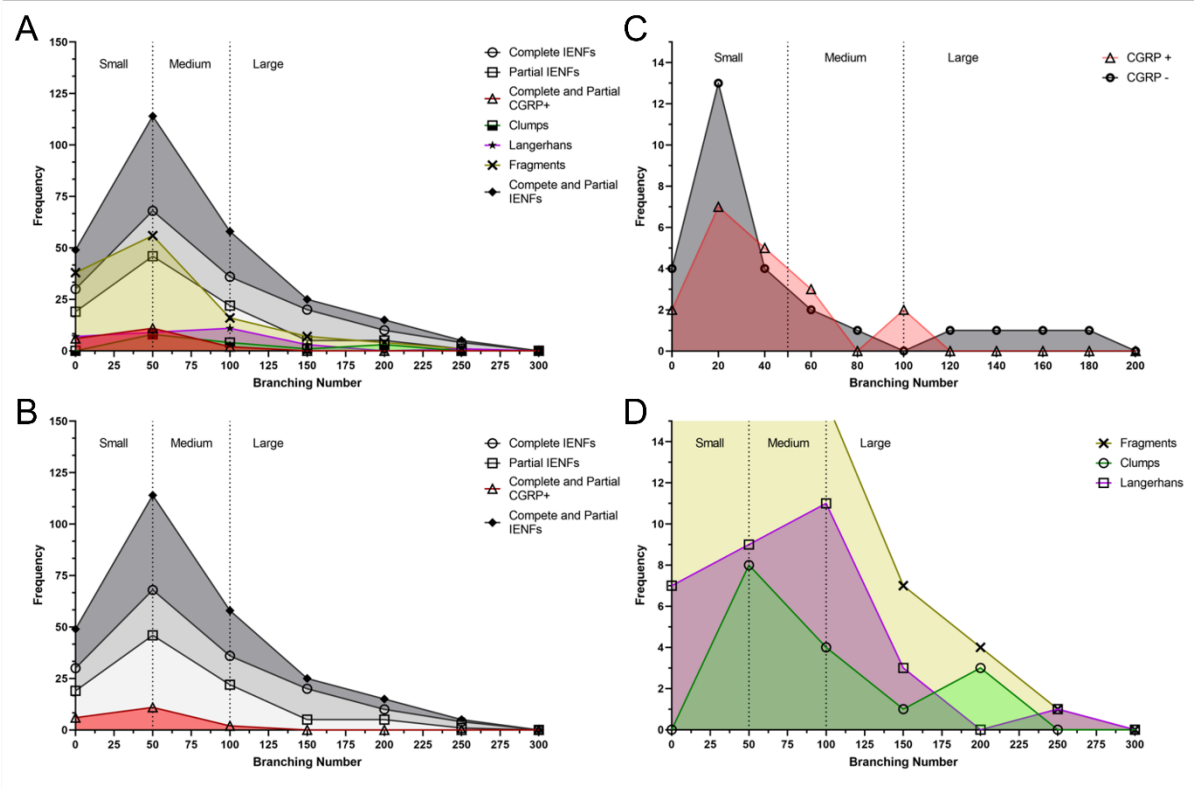 A
150
125
100
75
50
25
0
Frequency
Small
Medium
Large
0 25 50 75 100 125 150 175 200 225 250 275 300
Branching Number
Complete IENFs
Partial IENFs
Complete and Partial
CGRP+
Clumps
Langerhans
Fragments
Compete and Partial
IENFs
C
14
12
10
8
6
4
2
0
Frequency
Small
Medium
Large
0 20 40 60 80 100 120 140 160 180 200
Branching Number
CGRP +
CGRP -
B
150
125
100
75
50
25
0
Frequency
Small
Medium
Large
0 25 50 75 100 125 150 175 200 225 250 275 300
Branching Number
Complete IENFs
Partial IENFs
Complete and Partial
CGRP+
Compete and Partial
IENFs
D
14
12
10
8
6
4
2
0
Frequency
Small
Medium
Large
0 25 50 75 100 125 150 175 200 225 250 275 300
Branching Number
Fragments
Clumps
Langerhans